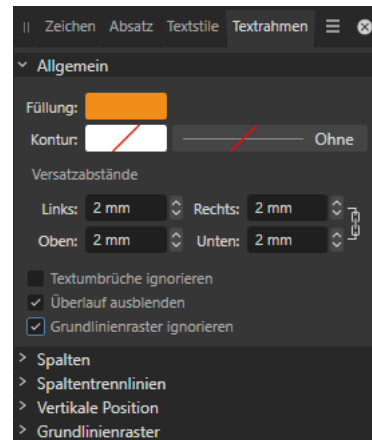 Zeichen Absatz Textstile Textrahmen
Allgemein
Füllung:
Kontur: Ohne
Versatzabstände
Links: 2 mm Rechts: 2 mm
Oben: 2 mm Unten: 2 mm
Textumbrüche ignorieren
Überlauf ausblenden
Grundlinienraster ignorieren
Spalten
Spaltentrennlinien
Vertikale Position
Grundlinienraster